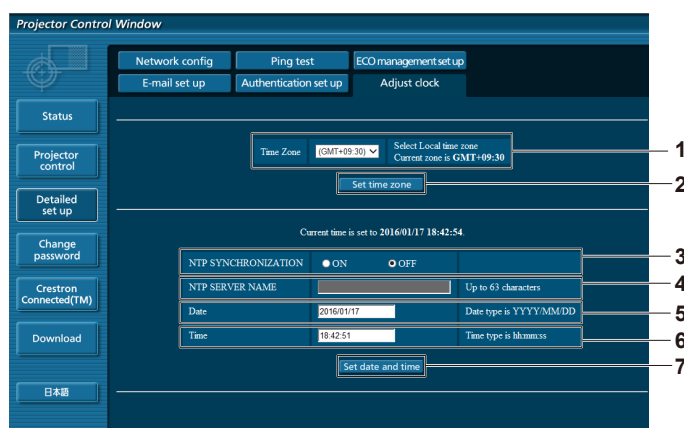 Projector Control Window
Network config
Ping test
ECO management set up
E-mail set up
Authentication set up
Adjust clock
Status
Projector
control
Detailed
set up
Change
password
Crestron
Connected(TM)
Download
日本語
Time Zone
(GMT+09:30)
Select Local time zone
Current zone is GMT+09:30
1
Set time zone
2
Current time is set to 2016/01/17 18:42:54.
NTP SYNCHRONIZATION
ON
OFF
3
NTP SERVER NAME
Up to 63 characters
4
Date
2016/01/17
Date type is YYYY/MM/DD
5
Time
18:42:51
Time type is hh:mm:ss
6
Set date and time
7